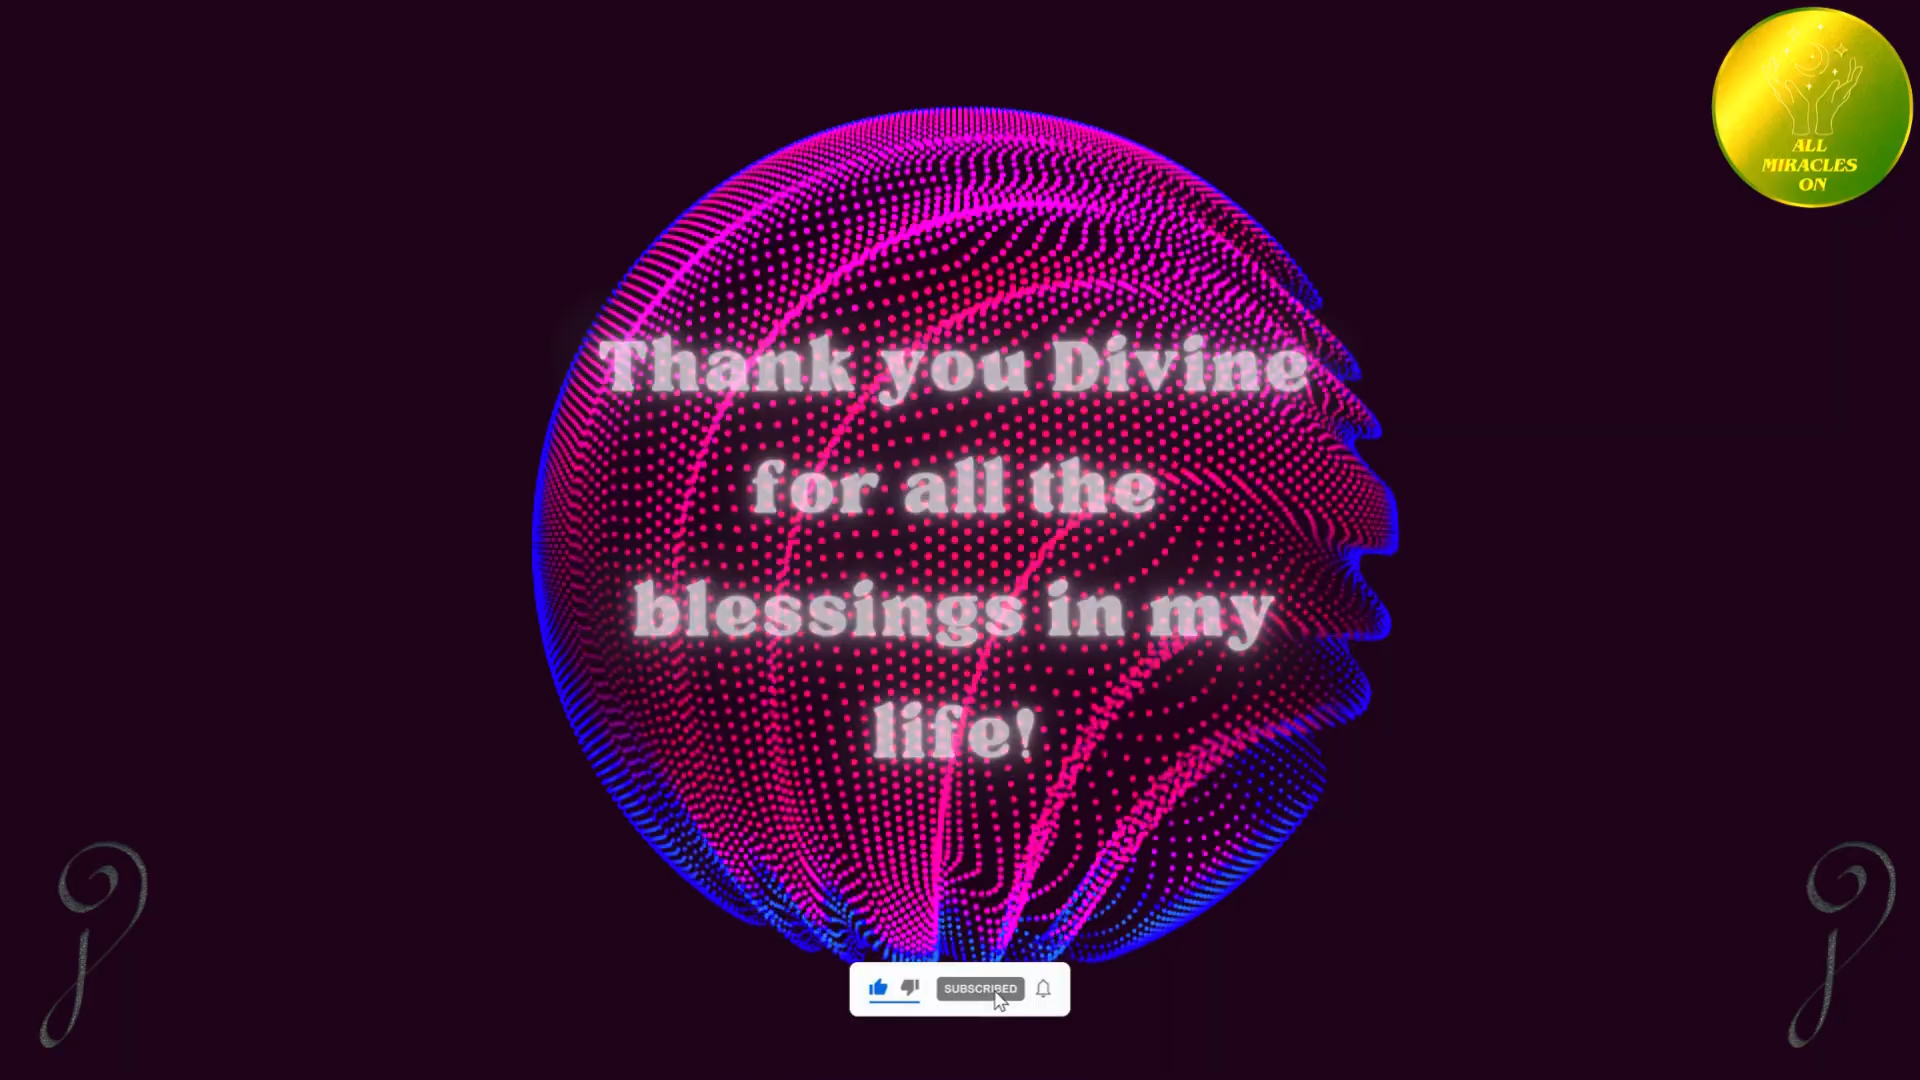 ALL
MIRACLES
ON
Thank you Divine
for all the
blessings in my
life!
SUBSCRIBED